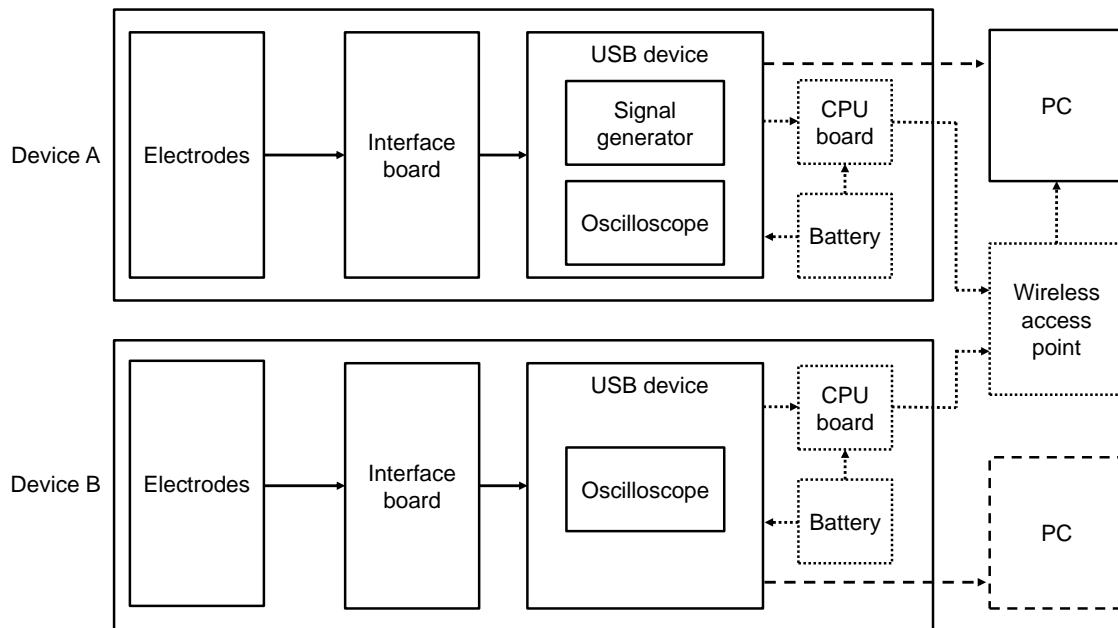 USB device
Signal
generator
CPU
board
PC
Device A
Electrodes
Interface
board
Oscilloscope
Battery
Wireless
access
point
USB device
CPU
board
Device B
Electrodes
Interface
board
Oscilloscope
Battery
PC